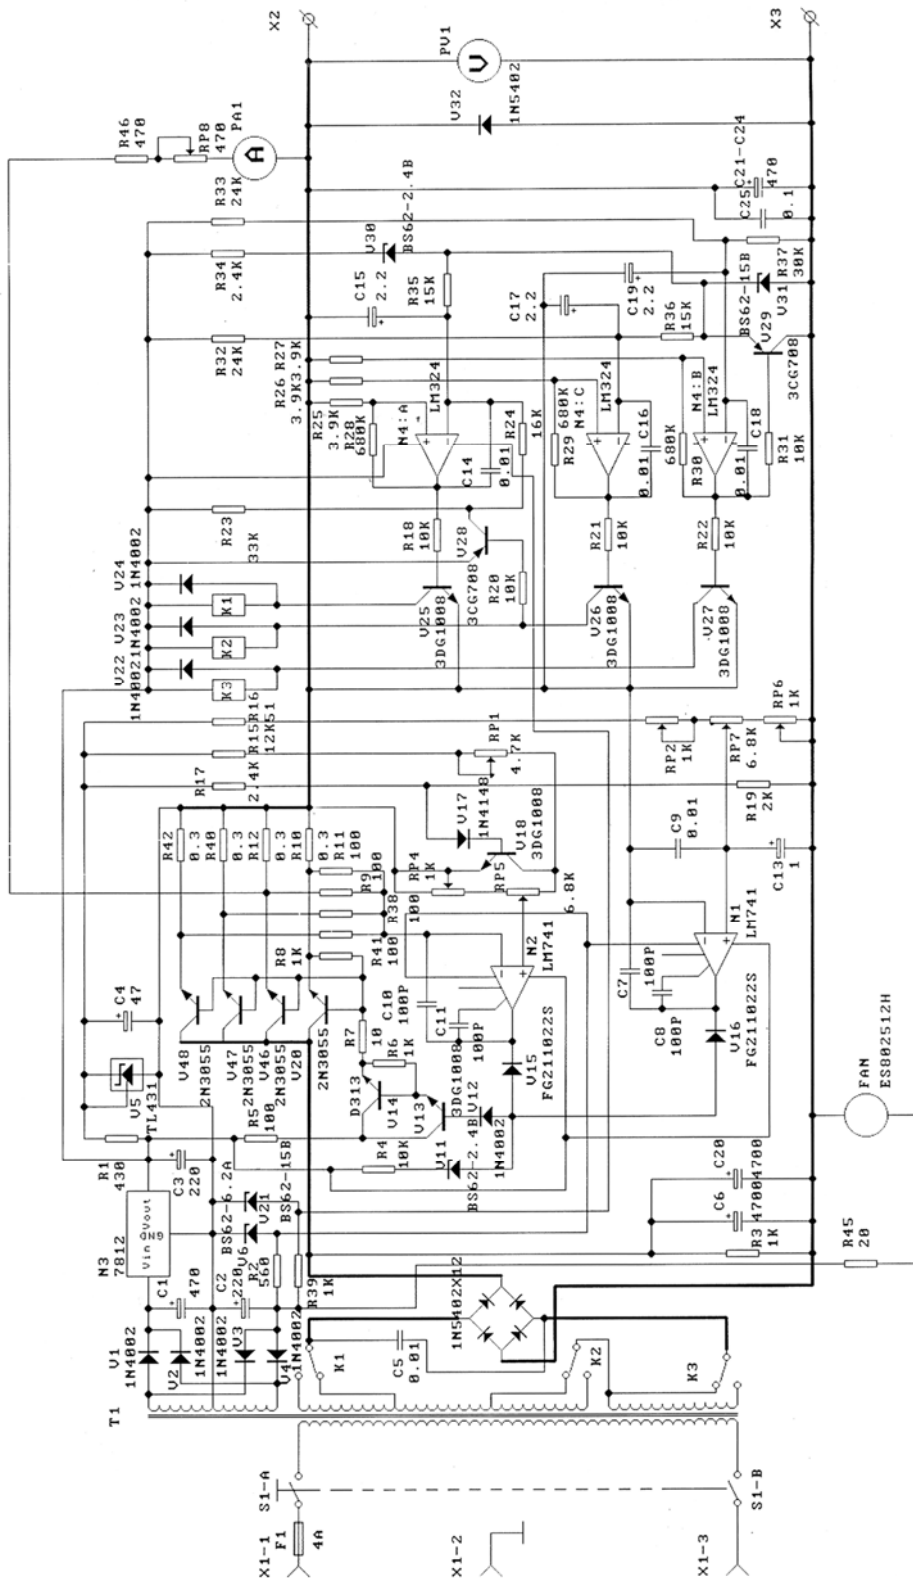 X2
X3
PV1
V
V32
1N5402
R46
470
RP8
470
PA1
A
R33
24K
R34
2.4K
R32
24K
V30
BS62-2.4B
C15
2.2
R35
15K
C17
2.2
C19
2.2
R36
15K
C21-C24
470
C25
0.1
BS62-15B
V31
R37
30K
V29
3CG708
R27
3.9K
R26
3.9K
R25
3.9K
R28
680K
N4:A
LM324
C14
0.01
R24
16K
R29
680K
N4:C
LM324
C16
0.01
680K
R30
N4:B
LM324
C18
0.01
R31
10K
R23
33K
R18
10K
V28
3CG708
R20
10K
R21
10K
R22
10K
V25
3DG1008
V26
3DG1008
V27
3DG1008
V24
1N4002
K1
V23
1N4002
K2
V22
1N4002
K3
R16
51
R15
12K
R17
2.4K
RP1
4.7K
RP2
1K
RP7
6.8K
RP6
1K
V17
1N4148
V18
3DG1008
R19
2K
C9
0.01
C13
1
R42
0.3
R40
0.3
R12
0.3
R10
0.3
R11
100
R9
100
R38
100
R41
100
R8
1K
RP4
1K
RP5
6.8K
N2
LM741
N1
LM741
C4
47
V5
TL431
V48
2N3055
V47
2N3055
V46
2N3055
V20
2N3055
R7
10
R6
1K
C10
100P
C11
100P
C7
100P
C8
100P
V15
FG211022S
V16
FG211022S
D313
V14
V13
3DG1008
V12
1N4002
V11
BS62-2.4B
R5
100
R4
10K
R1
430
C3
220
BS62-6.2A
V6
V21
BS62-15B
N3
7812
Vin
GND
Vout
C1
470
C2
220
R2
560
R39
1K
V1
1N4002
V2
1N4002
V3
1N4002
V4
1N4002
T1
K1
C5
0.01
1N5402X12
K2
K3
C20
4700
C6
4700
R3
1K
R45
20
FAN
ES802512H
S1-A
S1-B
X1-1
F1
4A
X1-2
X1-3